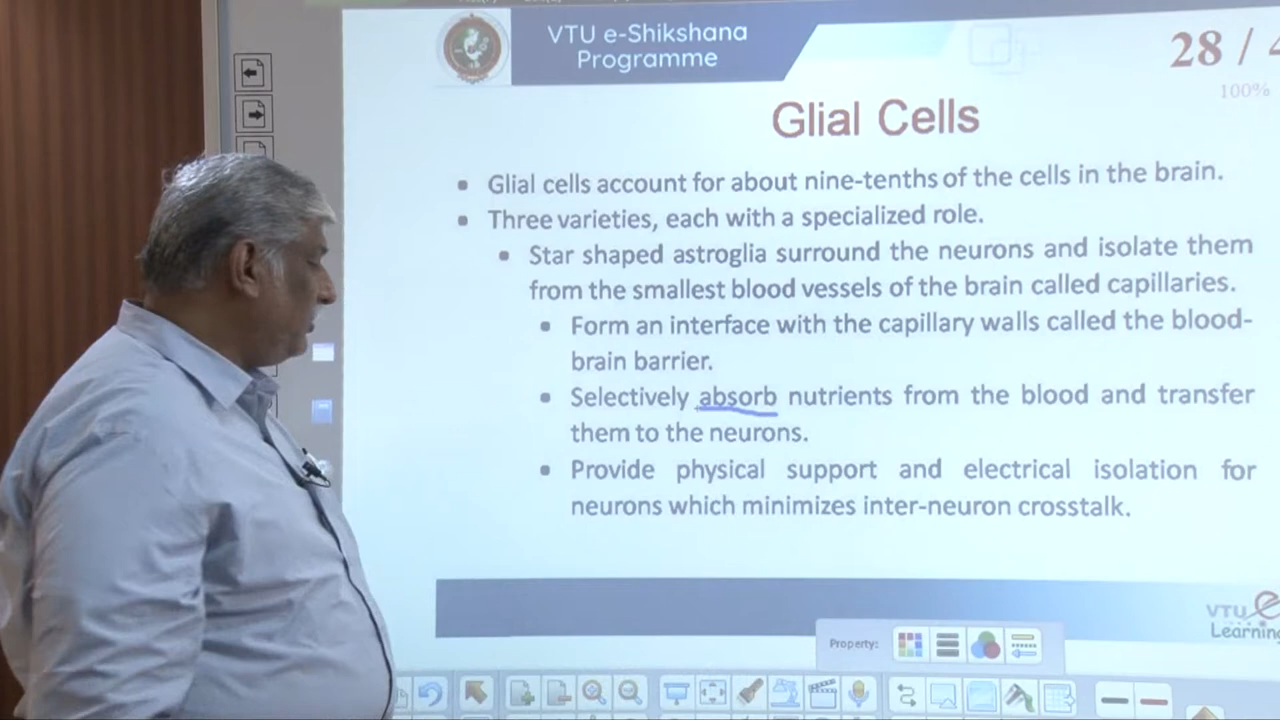 VTU e-Shikshana
Programme
28 / 4
100%
Glial Cells
Glial cells account for about nine-tenths of the cells in the brain.
Three varieties, each with a specialized role.
Star shaped astroglia surround the neurons and isolate them
from the smallest blood vessels of the brain called capillaries.
Form an interface with the capillary walls called the blood-
brain barrier.
Selectively absorb nutrients from the blood and transfer
them to the neurons.
Provide physical support and electrical isolation for
neurons which minimizes inter-neuron crosstalk.
VTU e
Learning
Property: